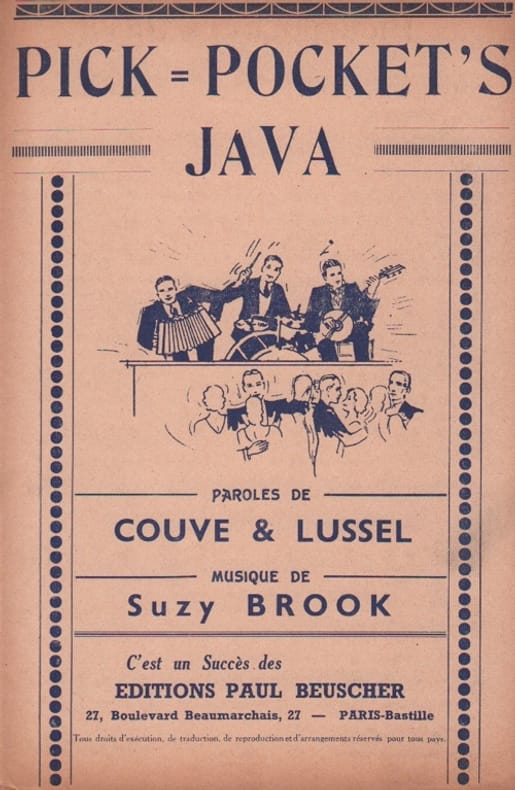 PICK = POCKET'S
JAVA
PAROLES DE
COUVE & LUSSEL
MUSIQUE DE
Suzy BROOK
C'est un Succès des
EDITIONS PAUL BEUSCHER
27, Boulevard Beaumarchais, 27 — PARIS-Bastille
Tous droits d'exécution, de traduction, de reproduction et d'arrangements réservés pour tous pays.